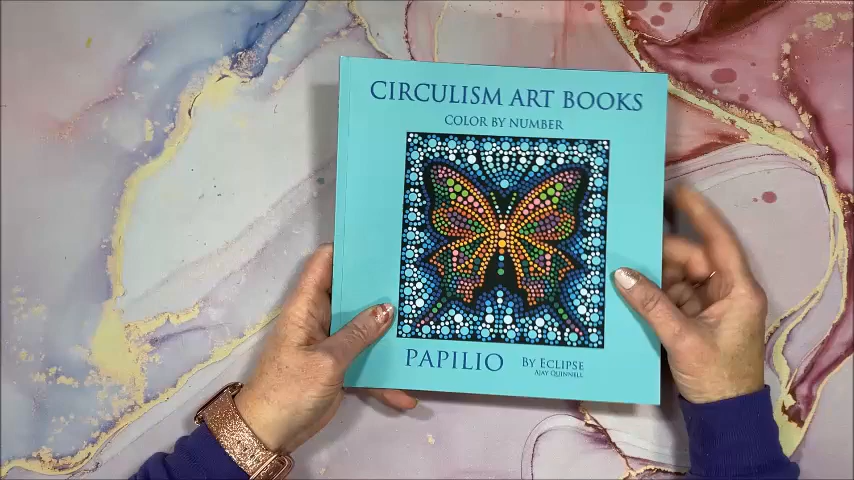 CIRCULISM ART BOOKS
COLOR BY NUMBER
PAPILIO
BY ECLIPSE
AJAY QUINNELL